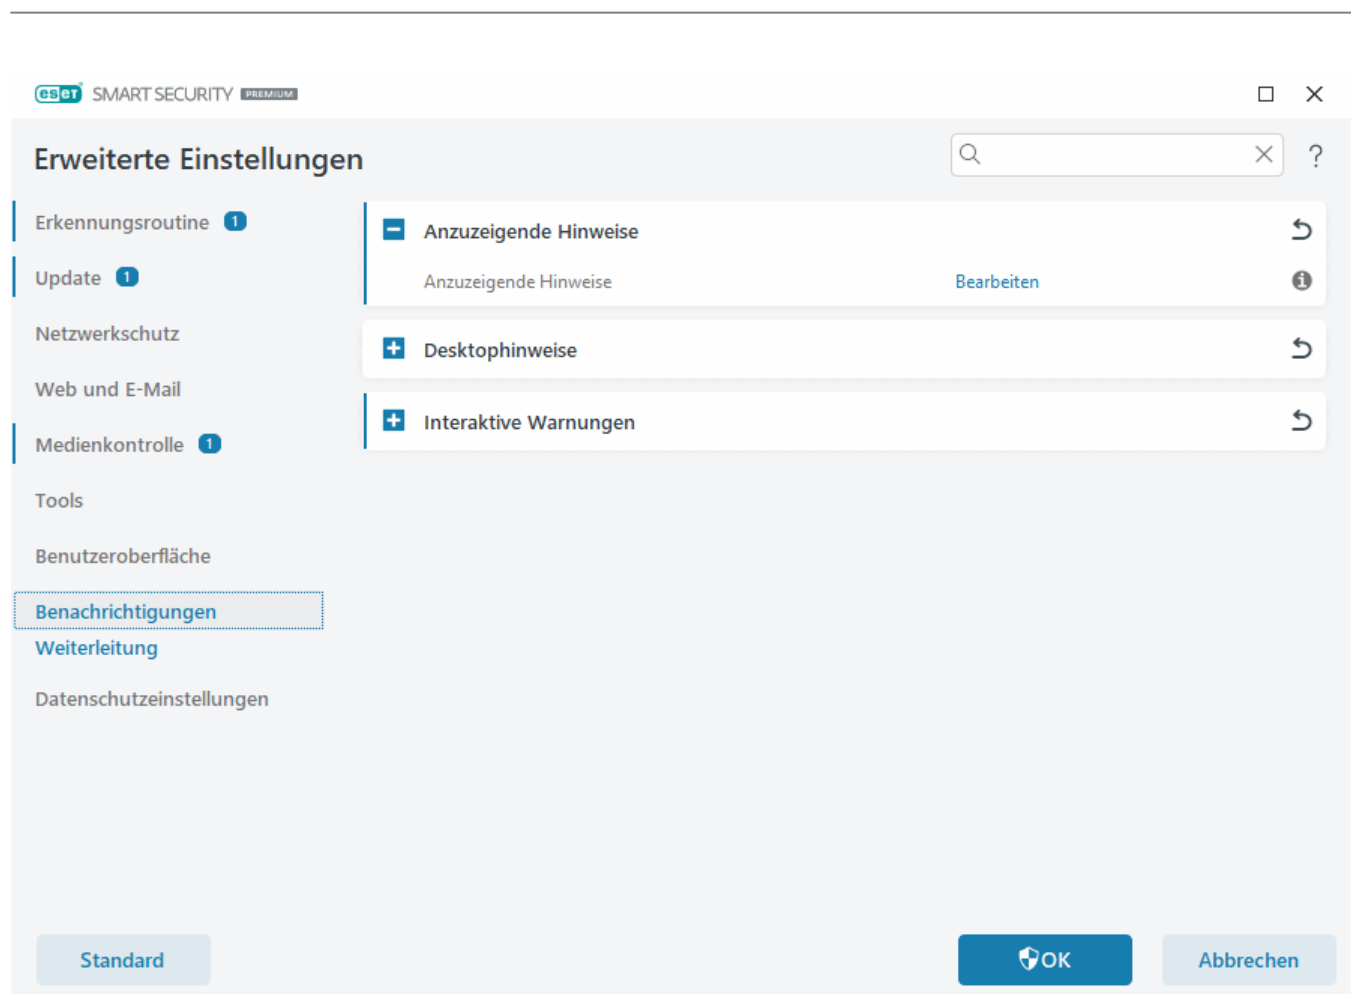 eset SMART SECURITY PREMIUM
Erweiterte Einstellungen
?
Erkennungsroutine 1
Update 1
Netzwerkschutz
Web und E-Mail
Medienkontrolle 1
Tools
Benutzeroberfläche
Benachrichtigungen
Weiterleitung
Datenschutzeinstellungen
Anzuzeigende Hinweise
Anzuzeigende Hinweise Bearbeiten
Desktophinweise
Interaktive Warnungen
Standard
OK
Abbrechen